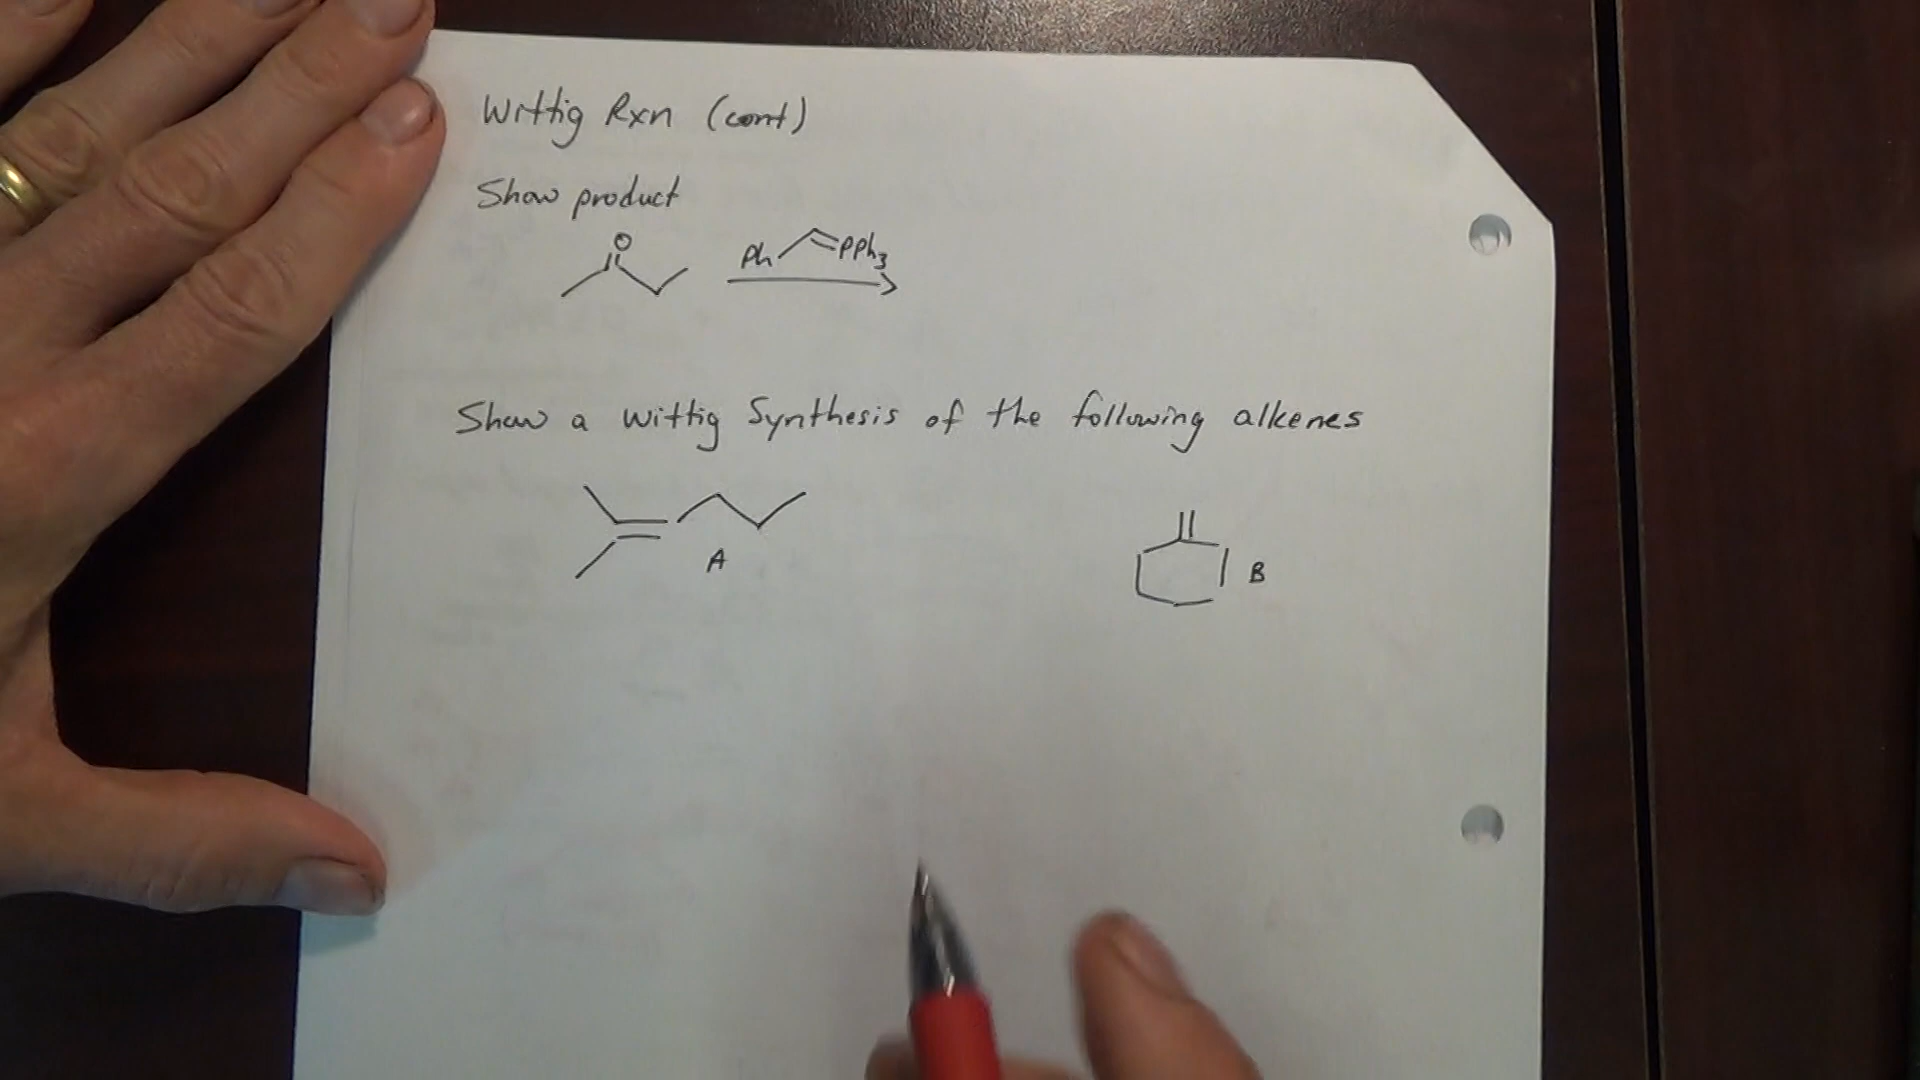 Wittig Rxn (cont)
Show product
O
Ph PPh3
Show a Wittig Synthesis of the following alkenes
A
B